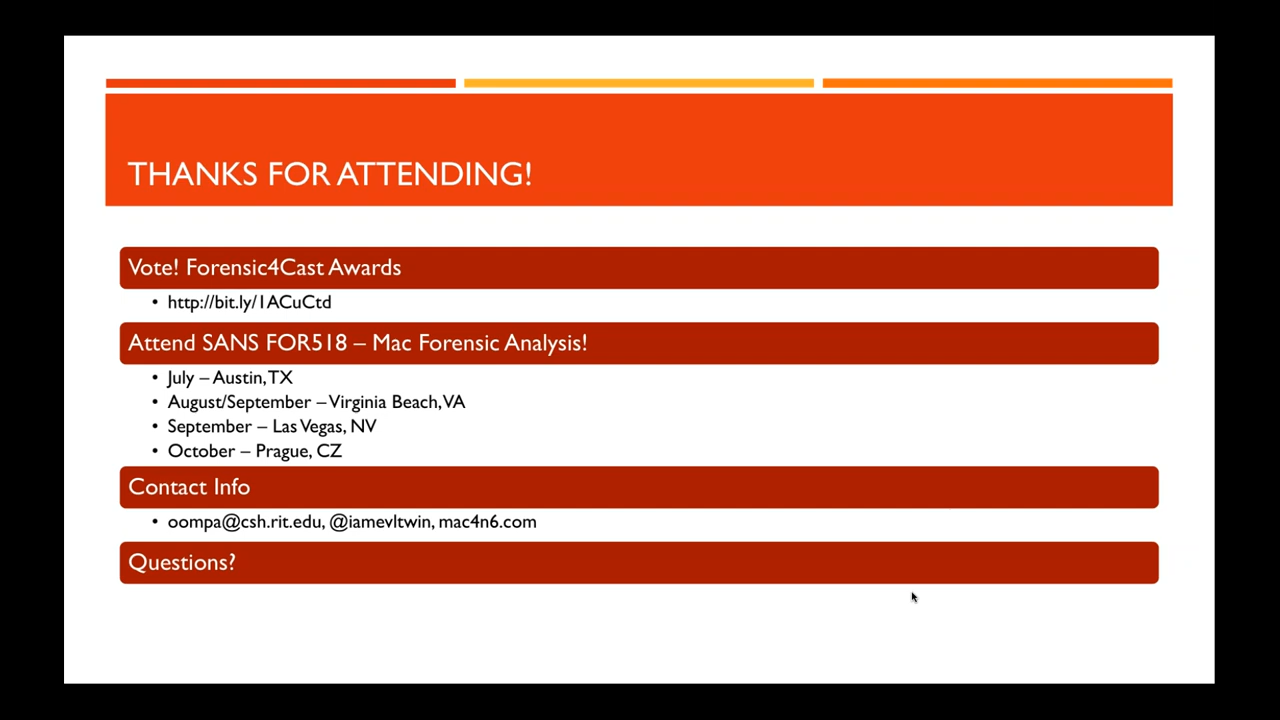 THANKS FOR ATTENDING!
Vote! Forensic4Cast Awards
• http://bit.ly/1ACuCtd
Attend SANS FOR518 – Mac Forensic Analysis!
• July – Austin, TX
• August/September – Virginia Beach, VA
• September – Las Vegas, NV
• October – Prague, CZ
Contact Info
• oompa@csh.rit.edu, @iamevltwin, mac4n6.com
Questions?